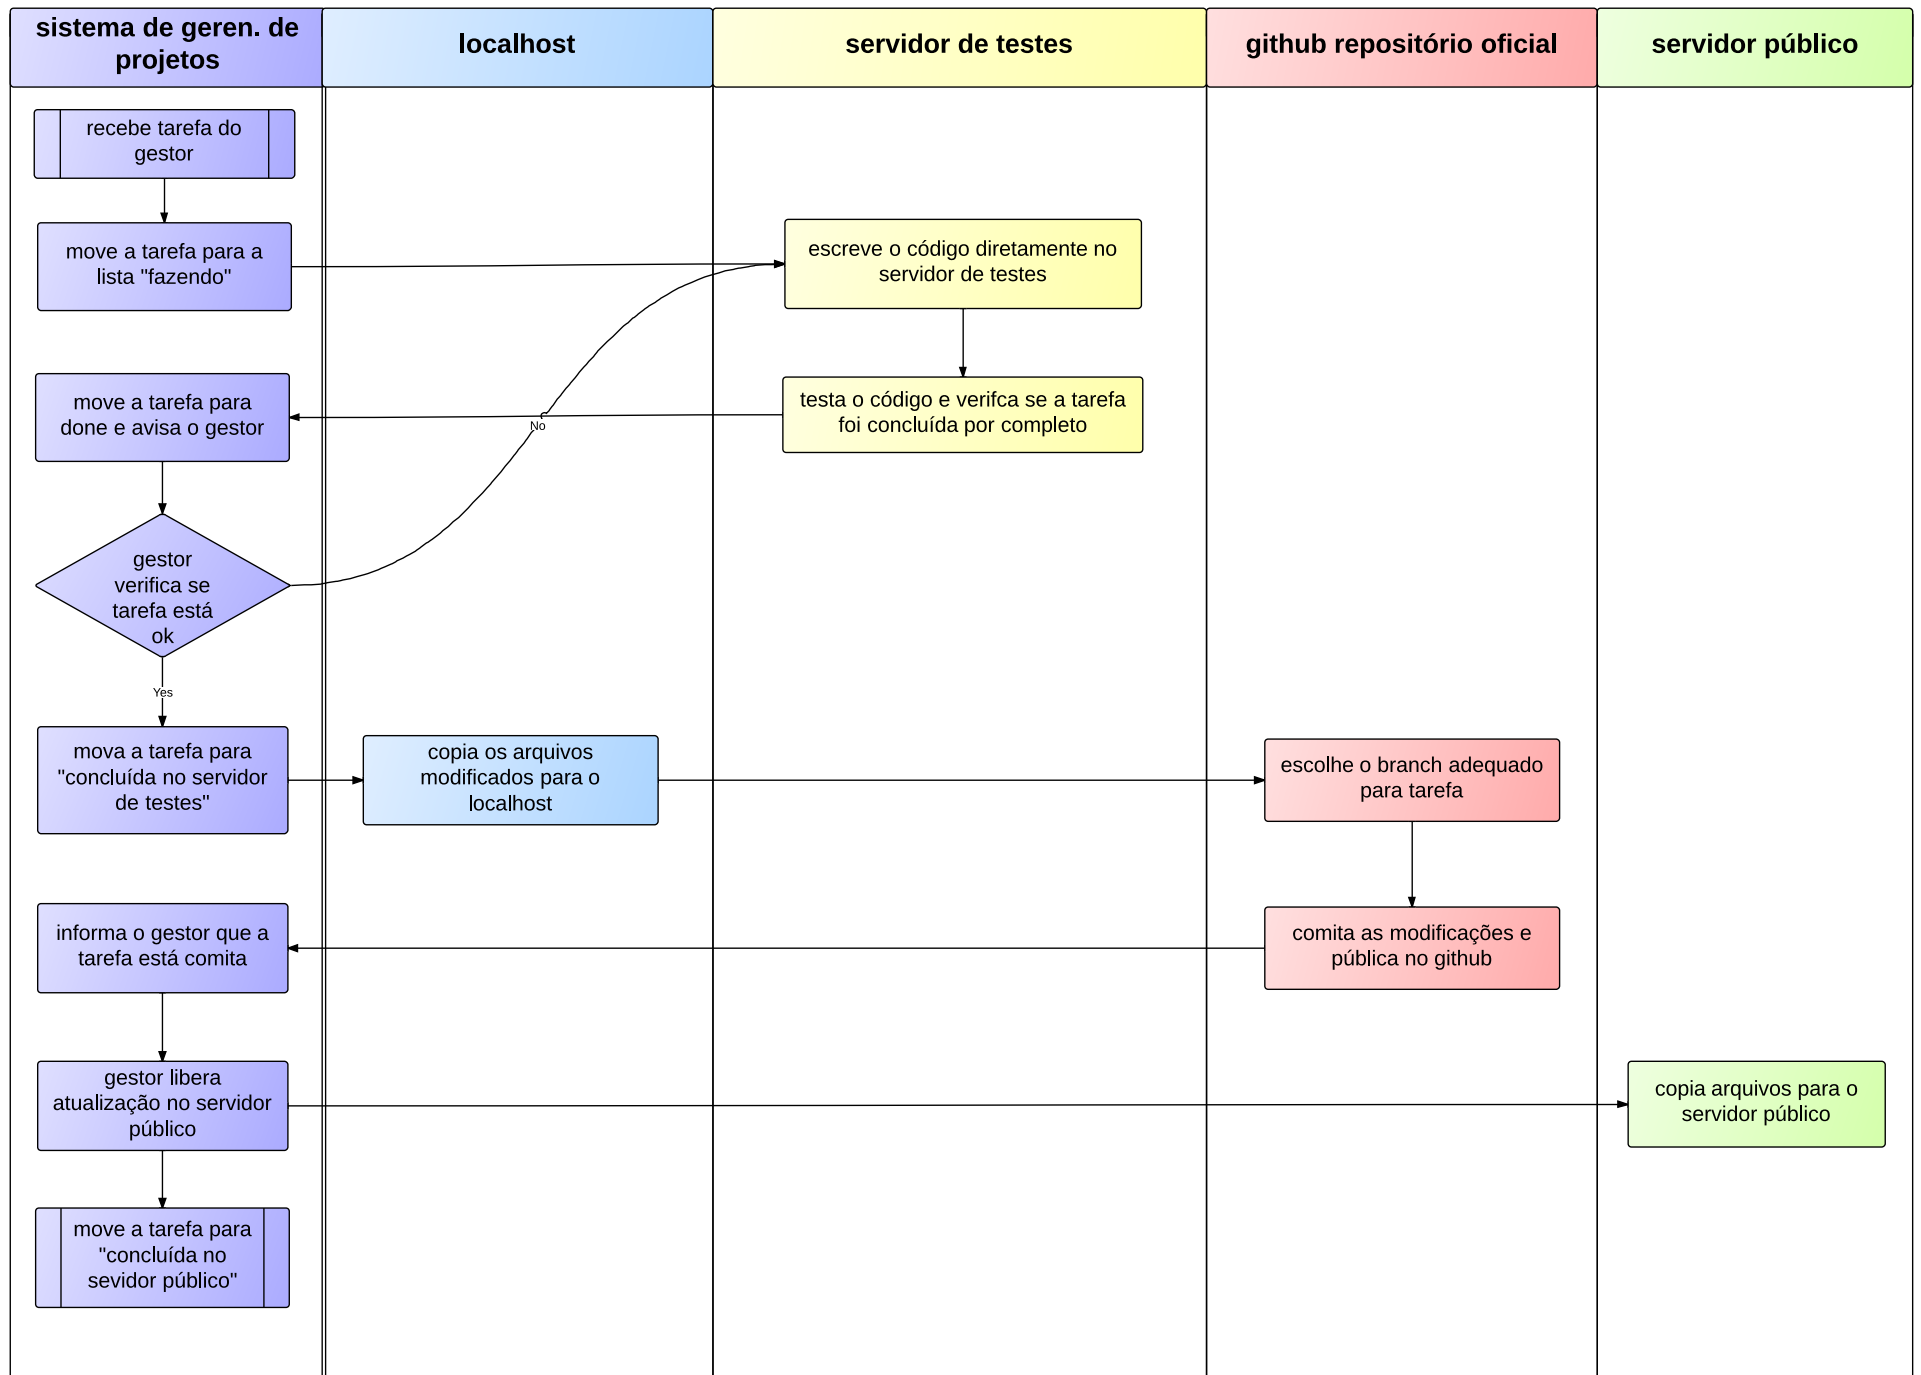 sistema de geren. de
projetos
localhost
servidor de testes
github repositório oficial
servidor público
recebe tarefa do
gestor
move a tarefa para a
lista "fazendo"
escreve o código diretamente no
servidor de testes
move a tarefa para
done e avisa o gestor
testa o código e verifca se a tarefa
foi concluída por completo
No
gestor
verifica se
tarefa está
ok
Yes
mova a tarefa para
"concluída no servidor
de testes"
copia os arquivos
modificados para o
localhost
escolhe o branch adequado
para tarefa
informa o gestor que a
tarefa está comita
comita as modificações e
pública no github
gestor libera
atualização no servidor
público
copia arquivos para o
servidor público
move a tarefa para
"concluída no
sevidor público"